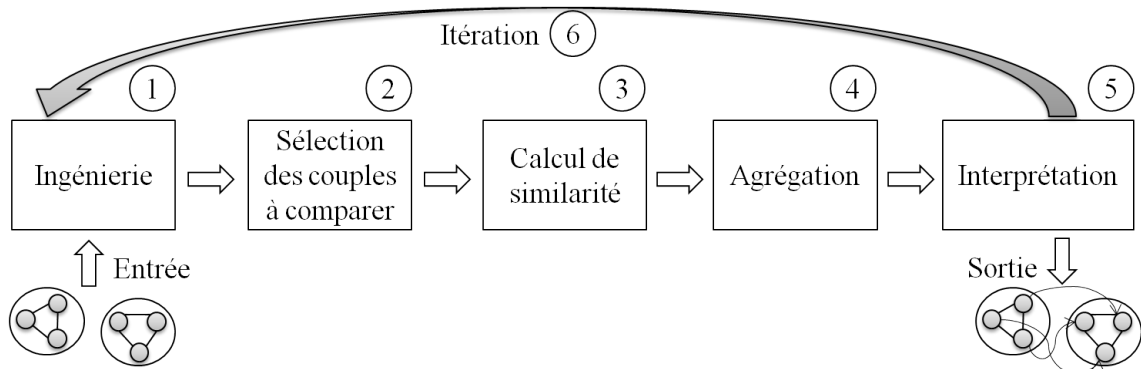 Itération 6
1
2
3
4
5
Ingénierie
Sélection
des couples
à comparer
Calcul de
similarité
Agrégation
Interprétation
Entrée
Sortie